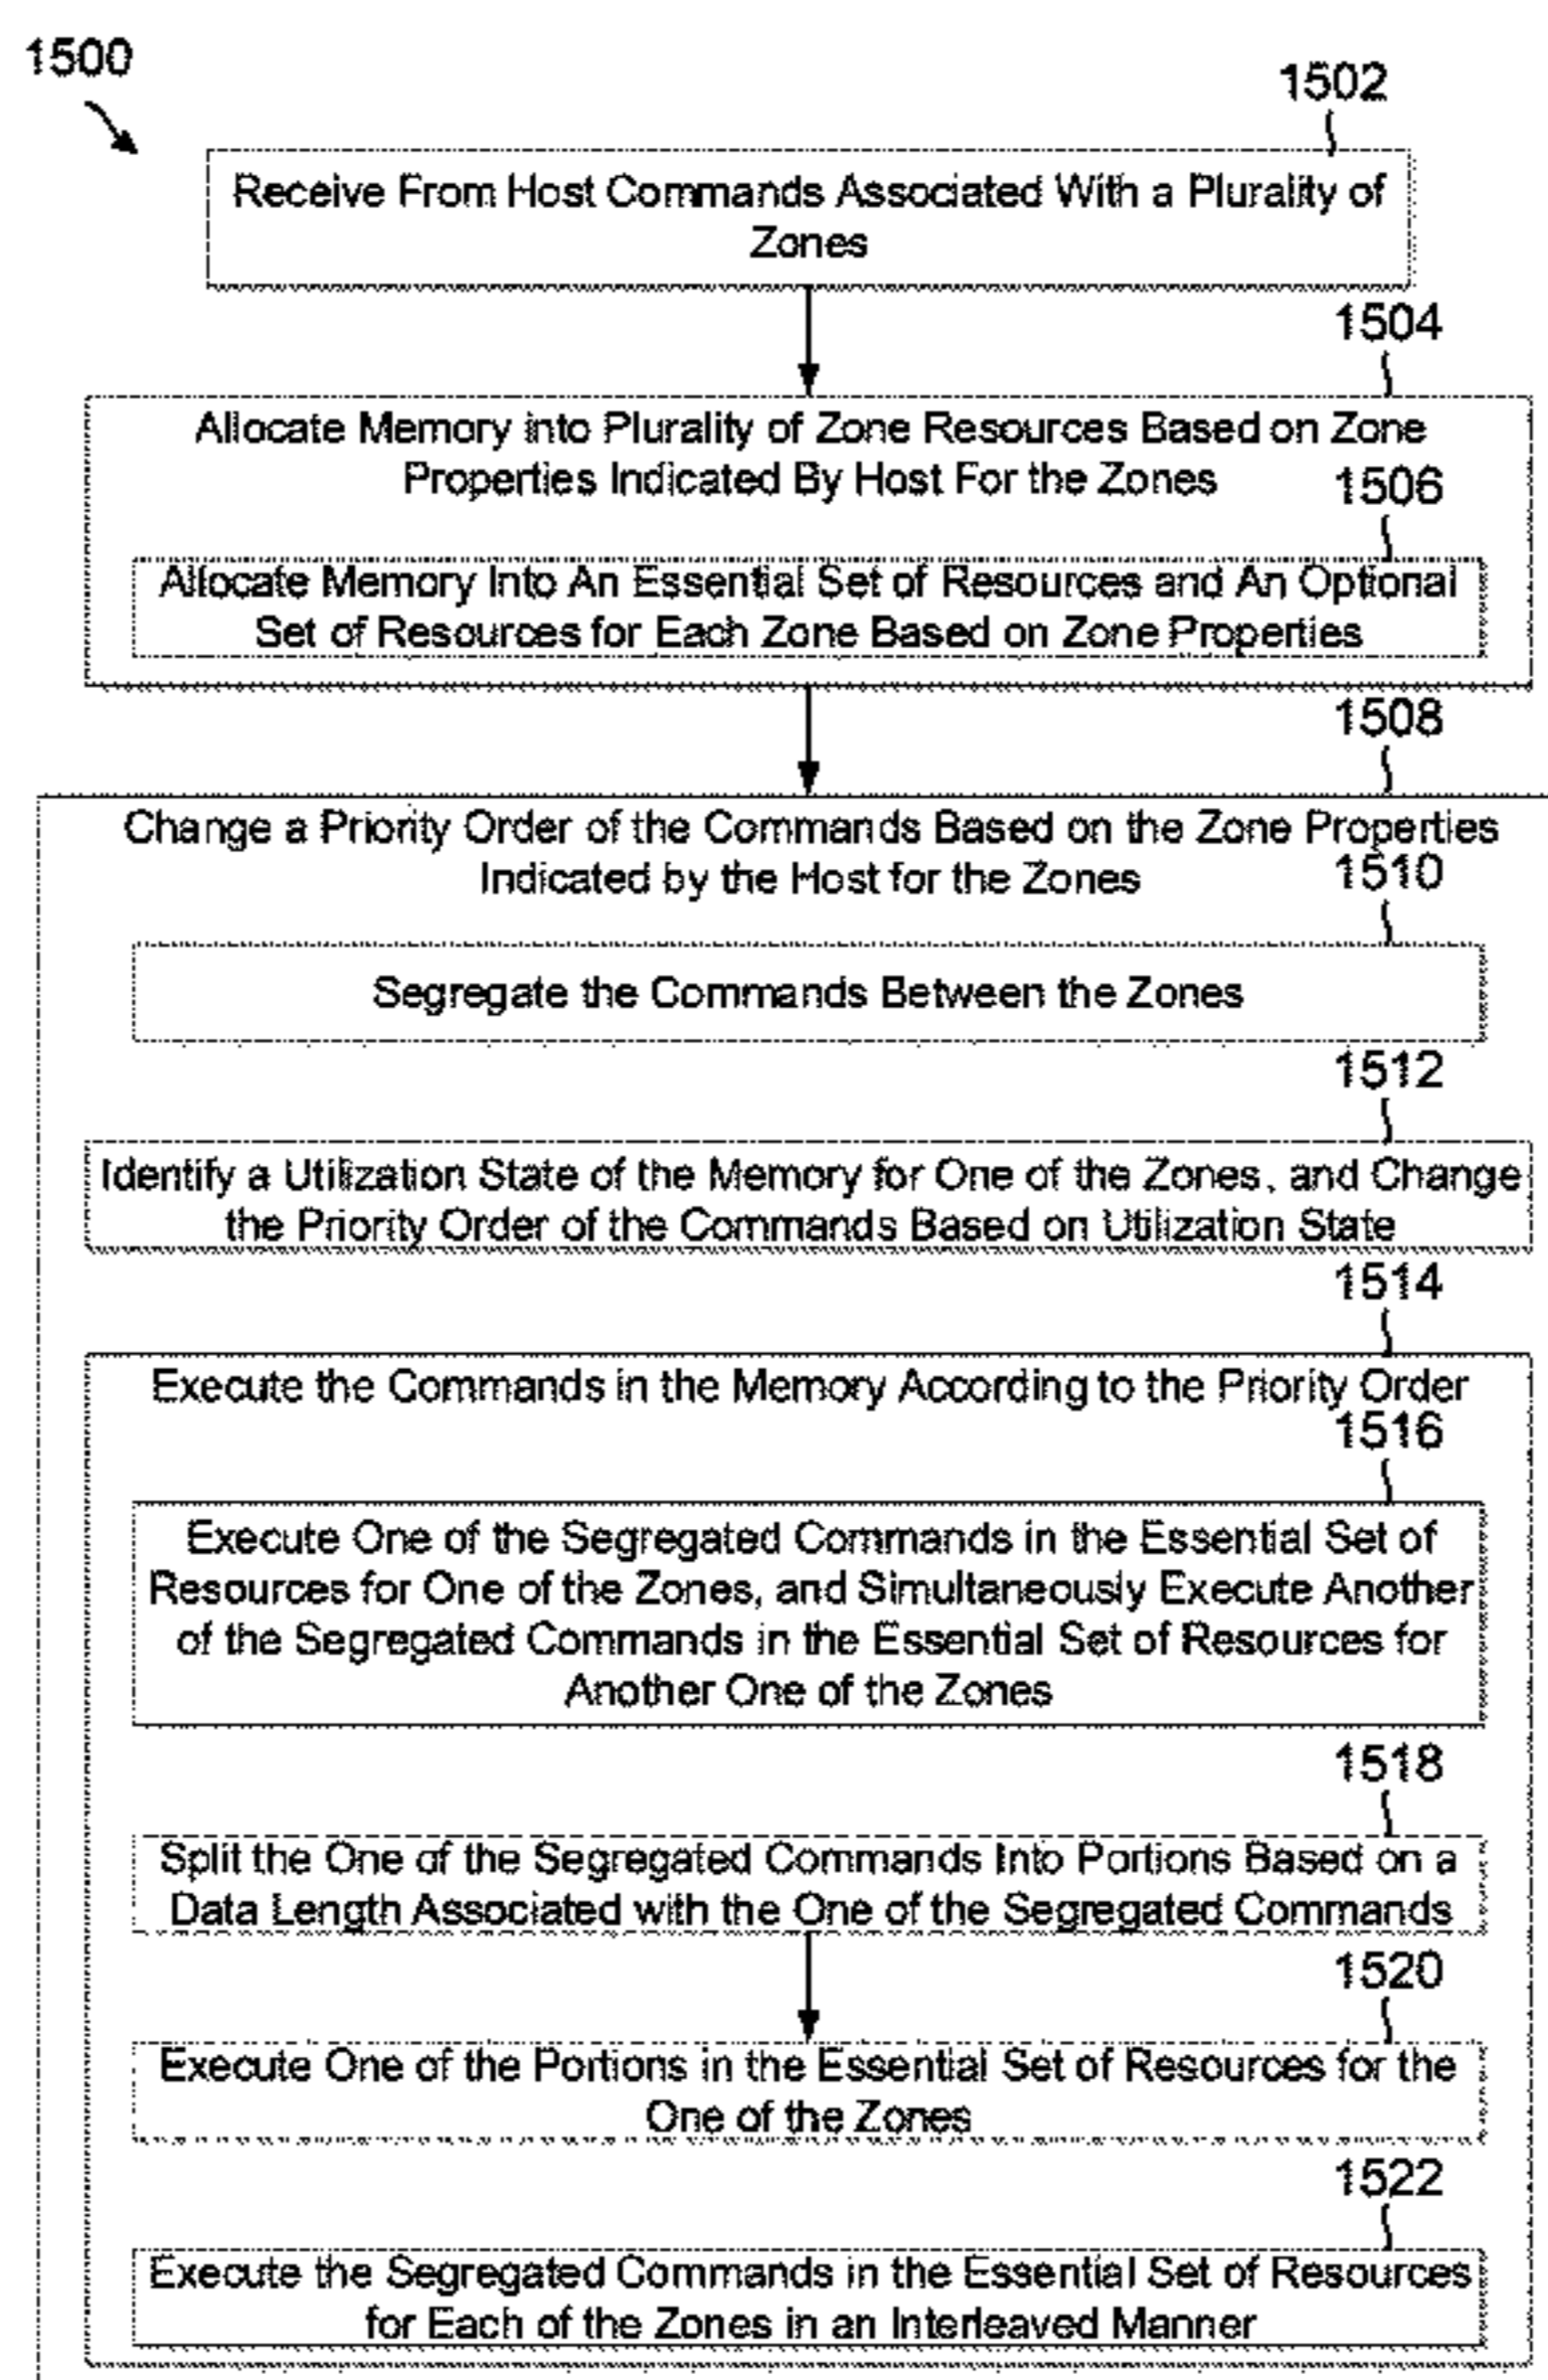 1500
1502
Receive From Host Commands Associated With a Plurality of
Zones
1504
Allocate Memory into Plurality of Zone Resources Based on Zone
Properties Indicated By Host For the Zones
1506
Allocate Memory Into An Essential Set of Resources and An Optional
Set of Resources for Each Zone Based on Zone Properties
1508
Change a Priority Order of the Commands Based on the Zone Properties
Indicated by the Host for the Zones
1510
Segregate the Commands Between the Zones
1512
Identify a Utilization State of the Memory for One of the Zones, and Change
the Priority Order of the Commands Based on Utilization State
1514
Execute the Commands in the Memory According to the Priority Order
1516
Execute One of the Segregated Commands in the Essential Set of
Resources for One of the Zones, and Simultaneously Execute Another
of the Segregated Commands in the Essential Set of Resources for
Another One of the Zones
1518
Split the One of the Segregated Commands Into Portions Based on a
Data Length Associated with the One of the Segregated Commands
1520
Execute One of the Portions in the Essential Set of Resources for the
One of the Zones
1522
Execute the Segregated Commands in the Essential Set of Resources
for Each of the Zones in an Interleaved Manner